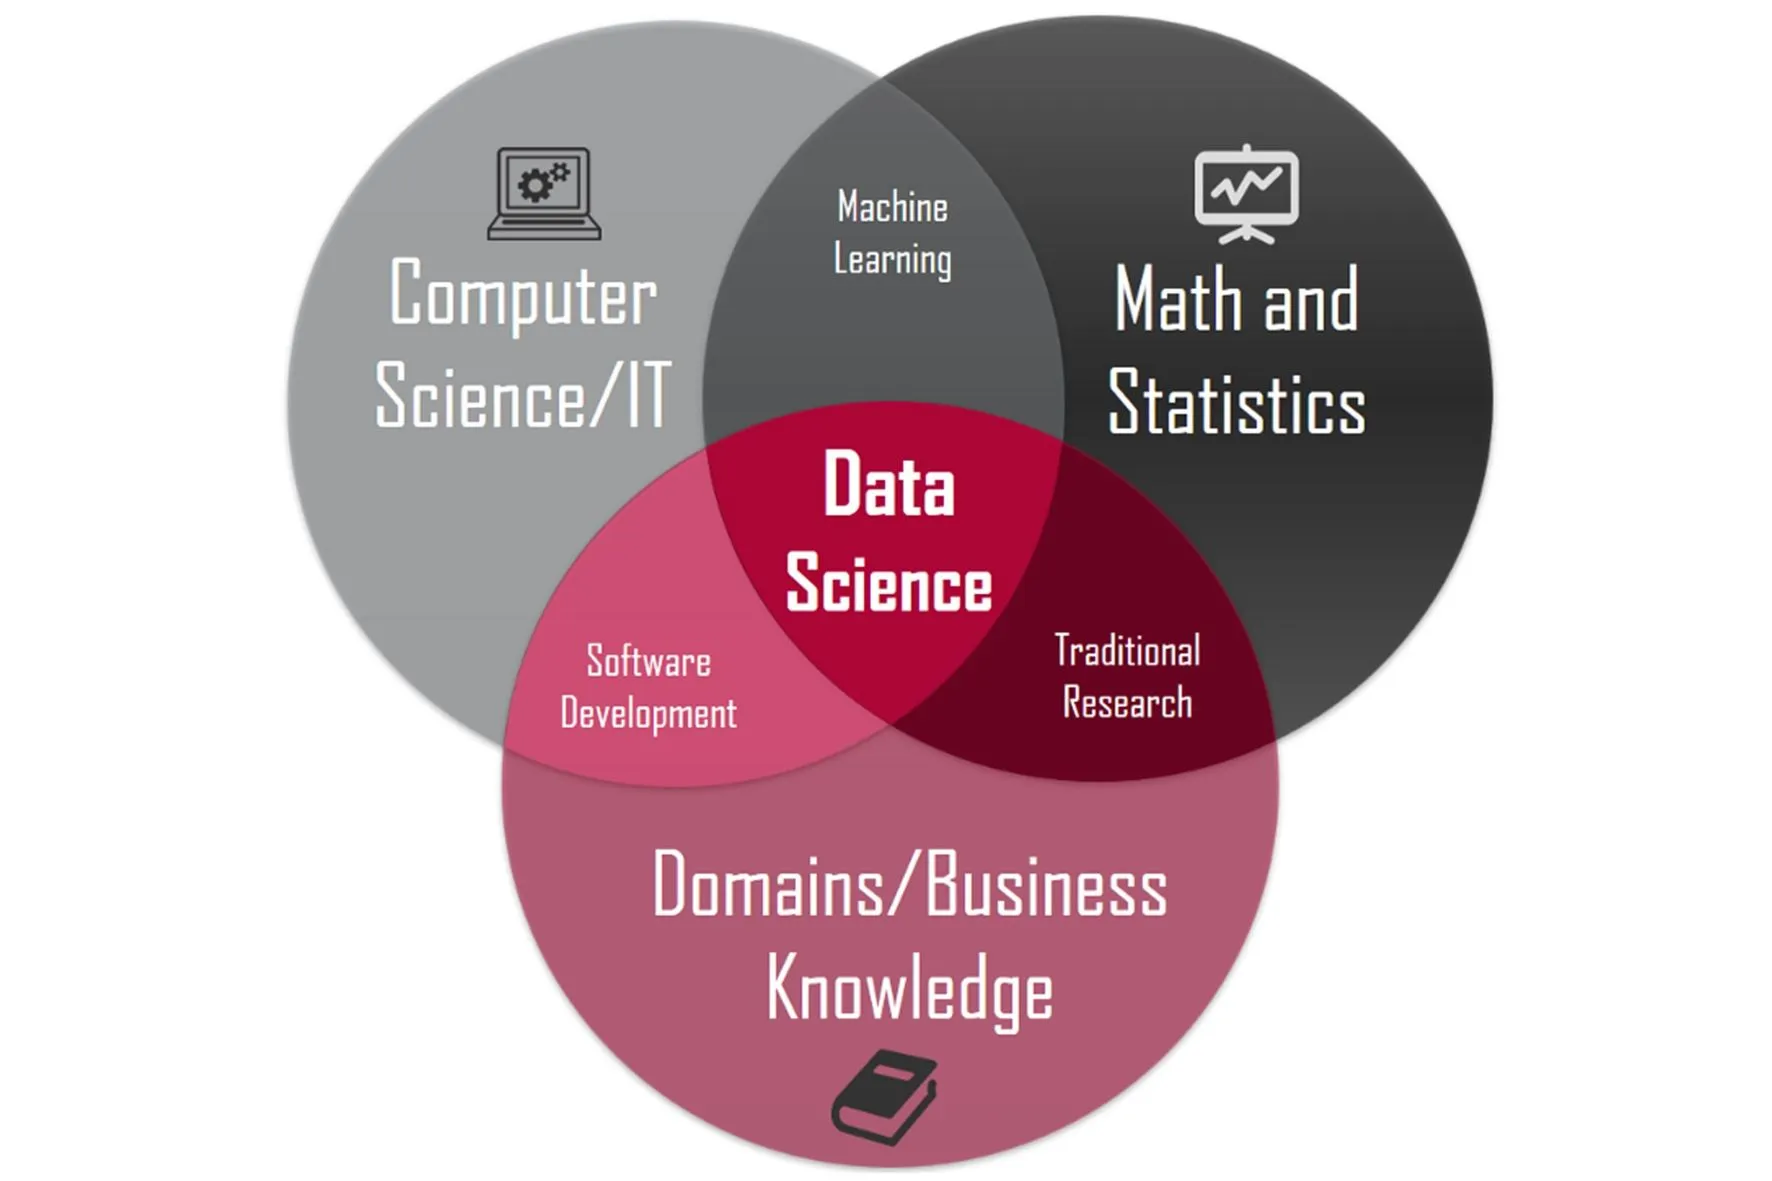 Machine
Learning
Computer
Science/IT
Math and
Statistics
Data
Science
Software
Development
Traditional
Research
Domains/Business
Knowledge